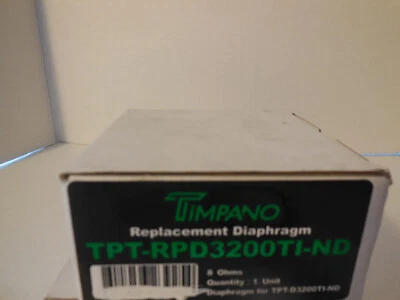 TIMPANO
Replacement Diaphragm
TPT-RPD3200TI-ND
8 Ohms
Quantity : 1 Unit
Diaphragm for TPT-D3200TI-ND